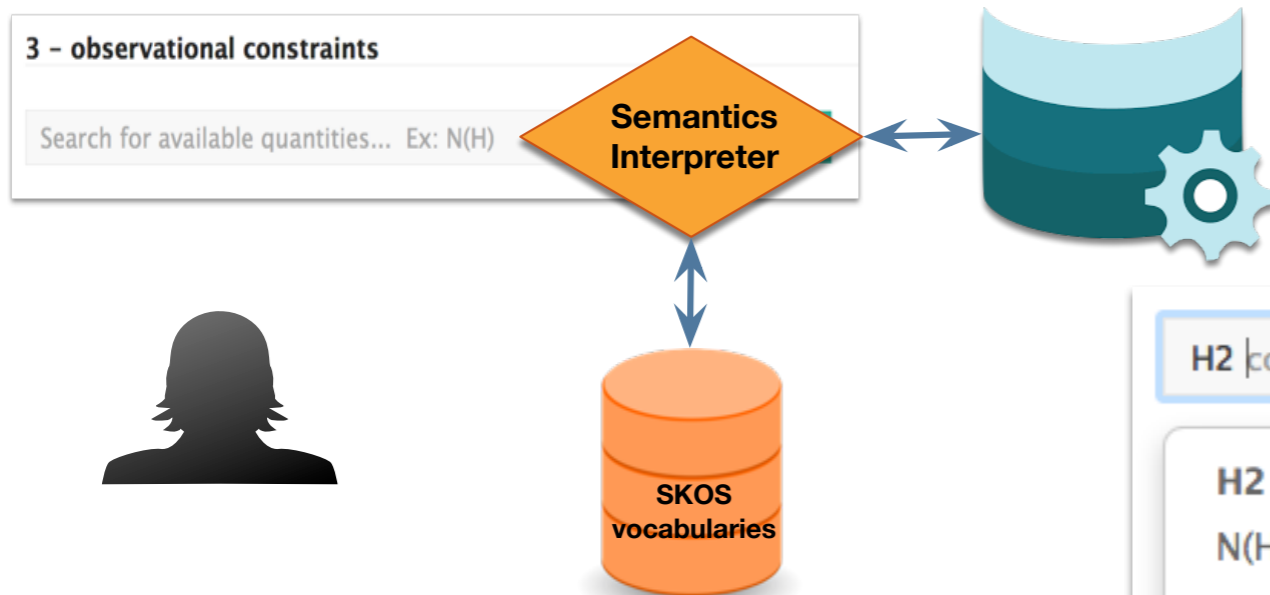 3 – observational constraints
Search for available quantities... Ex: N(H)
Semantics
Interpreter
SKOS
vocabularies
H2
H2